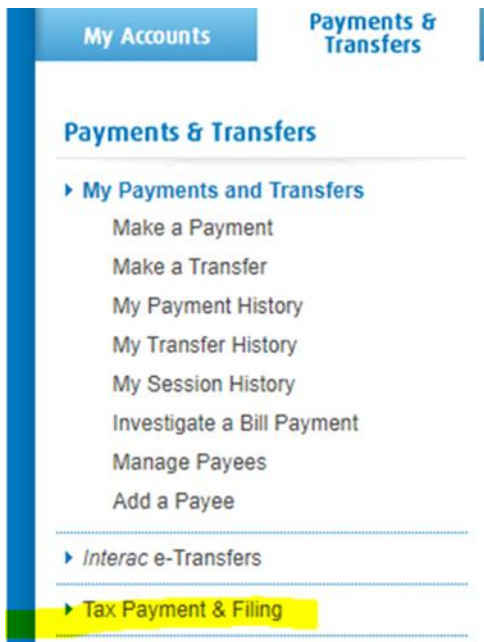 My Accounts
Payments &
Transfers
Payments & Transfers
My Payments and Transfers
Make a Payment
Make a Transfer
My Payment History
My Transfer History
My Session History
Investigate a Bill Payment
Manage Payees
Add a Payee
Interac e-Transfers
Tax Payment & Filing